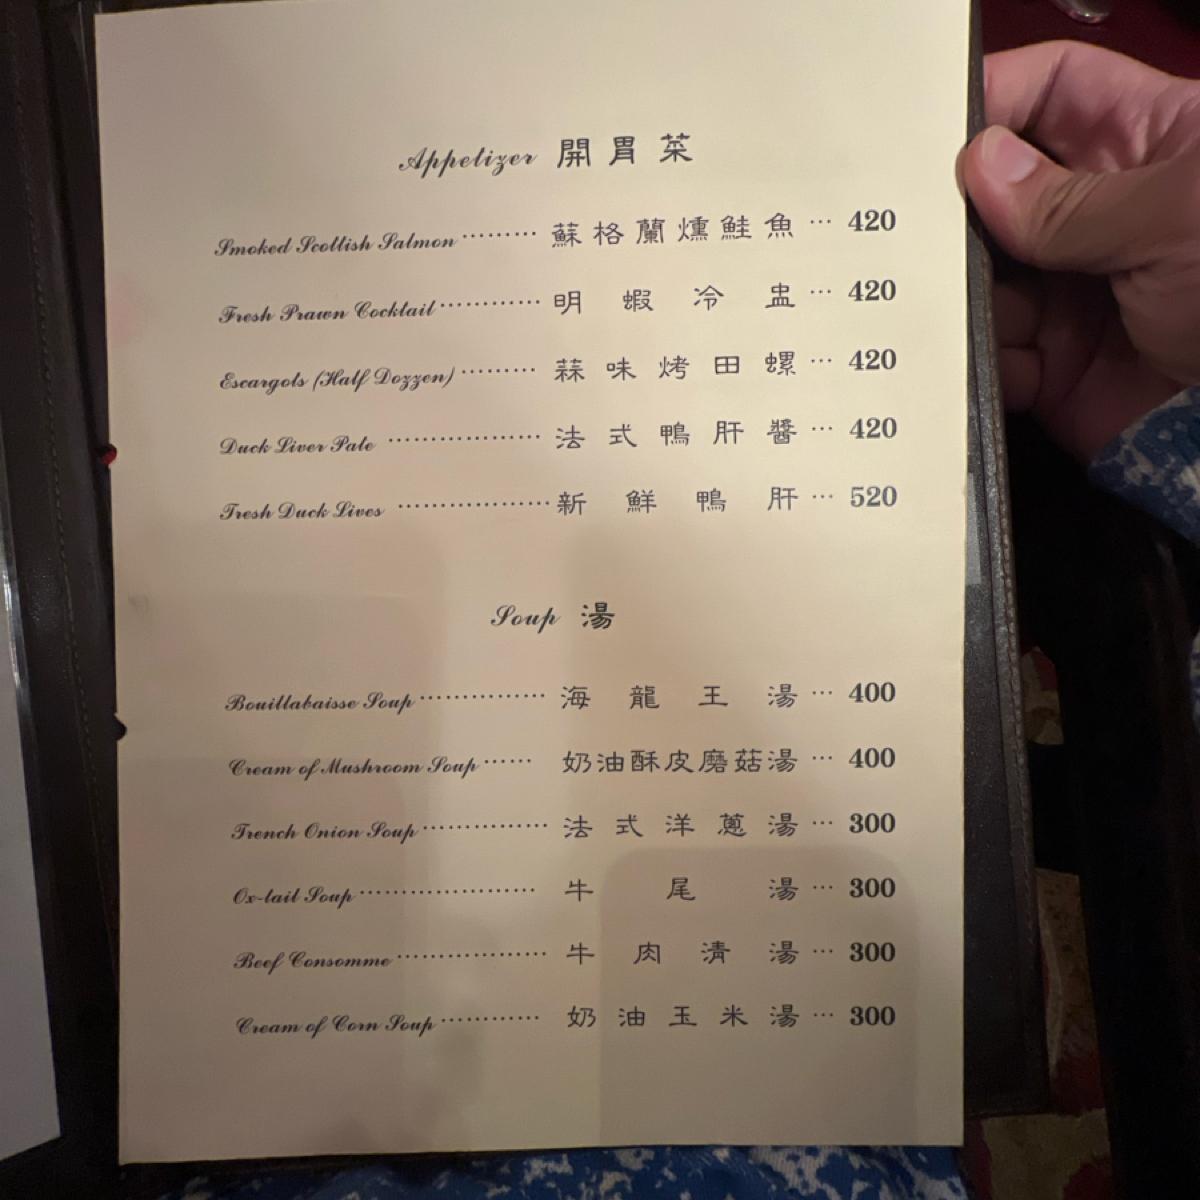 Appetizer 開胃菜
Smoked Scottish Salmon ········· 蘇格蘭燻鮭魚 ··· 420
Fresh Prawn Cocktail ············ 明蝦冷盅 ··· 420
Escargots (Half Dozzen) ········· 蒜味烤田螺 ··· 420
Duck Liver Pate ·················· 法式鴨肝醬 ··· 420
Fresh Duck Lives ·················· 新鮮鴨肝 ··· 520
Soup 湯
Bouillabaisse Soup ··············· 海龍王湯 ··· 400
Cream of Mushroom Soup ······ 奶油酥皮磨菇湯 ··· 400
French Onion Soup ··············· 法式洋蔥湯 ··· 300
Ox-tail Soup ····················· 牛尾湯 ··· 300
Beef Consomme ·················· 牛肉清湯 ··· 300
Cream of Corn Soup ············ 奶油玉米湯 ··· 300